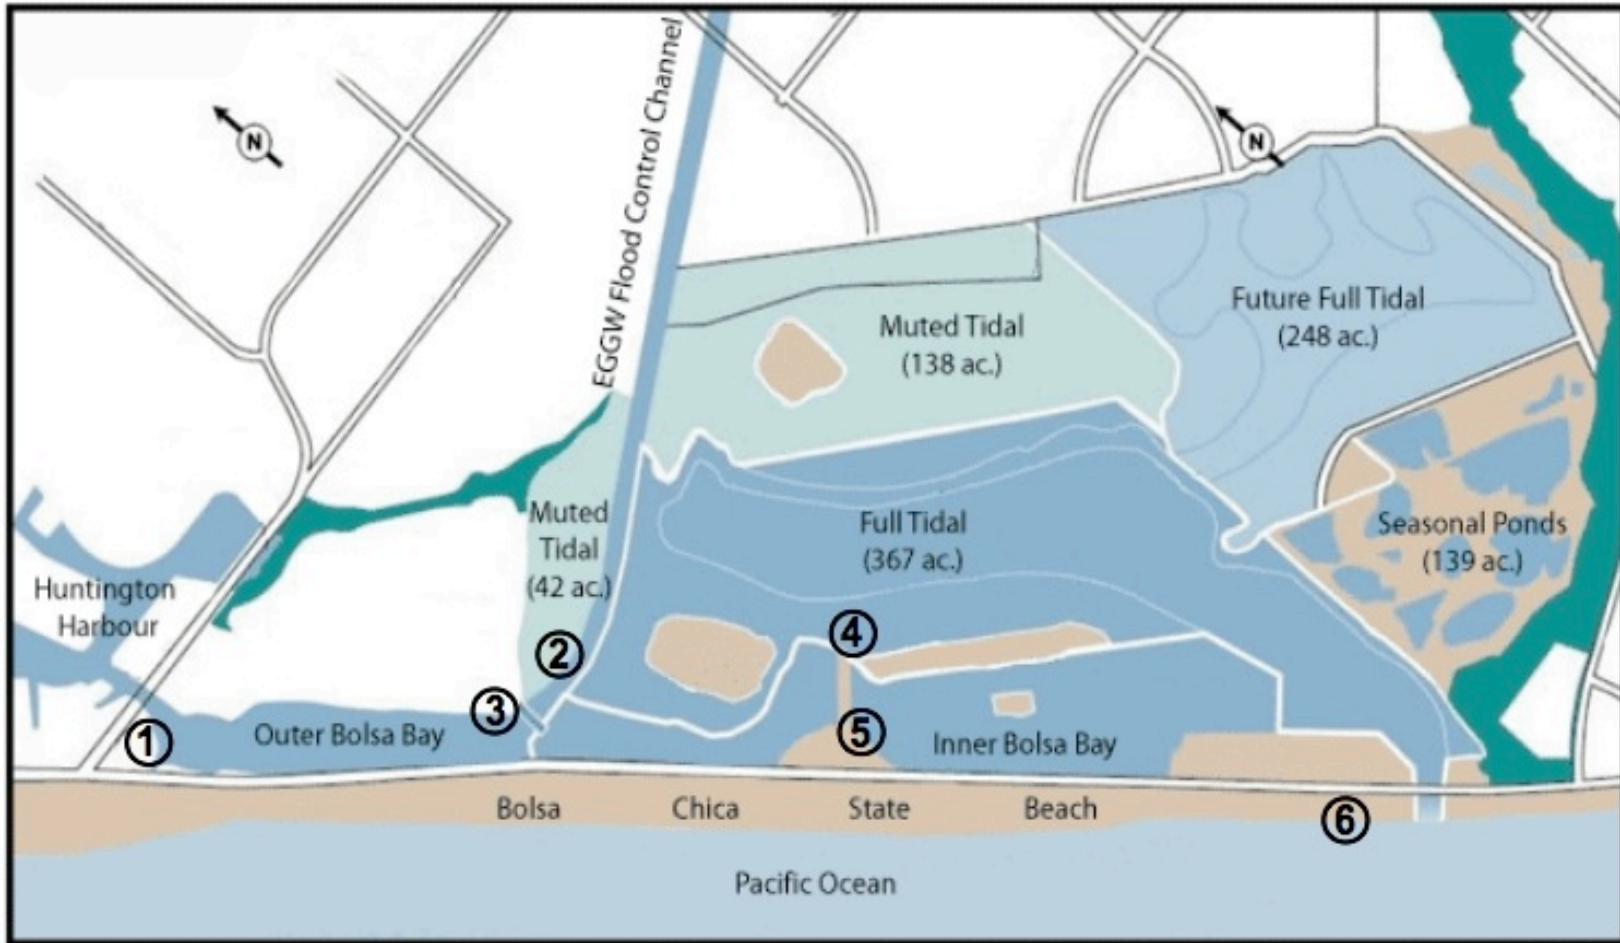 EGGW Flood Control Channel
N
N
Future Full Tidal
(248 ac.)
Muted Tidal
(138 ac.)
Muted
Tidal
(42 ac.)
Full Tidal
(367 ac.)
Seasonal Ponds
(139 ac.)
Huntington
Harbour
4
2
3
1
Outer Bolsa Bay
5
Inner Bolsa Bay
Bolsa Chica State Beach
6
Pacific Ocean